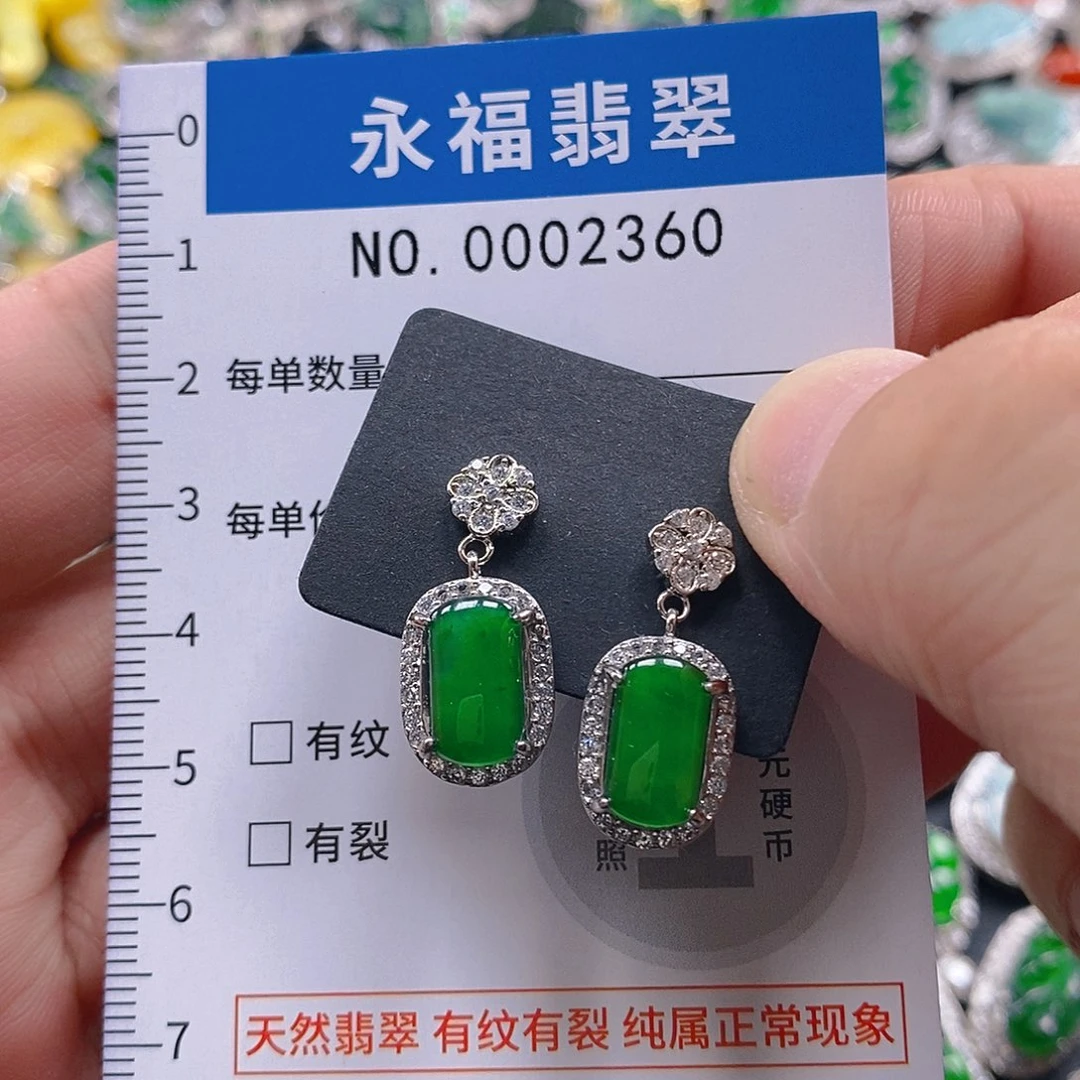 永福翡翠
NO. 0002360
0
1
2
3
4
5
6
7
每单数量
每单
□ 有纹
□ 有裂
元
硬
币
照
1
天然翡翠 有纹有裂 纯属正常现象